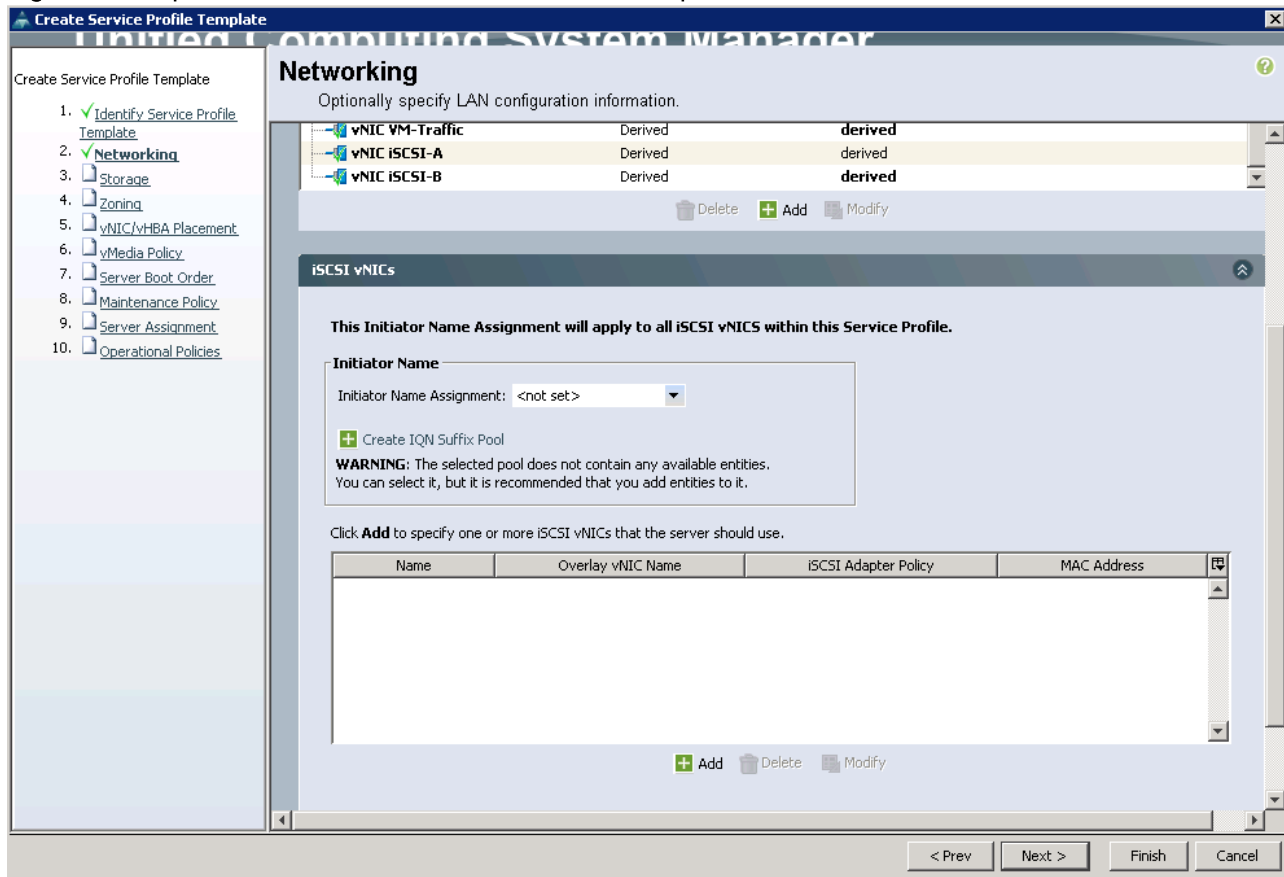 Create Service Profile Template
Unified Computing System Manager
Create Service Profile Template
1. Identify Service Profile
Template
2. Networking
3. Storage
4. Zoning
5. vNIC/vHBA Placement
6. vMedia Policy
7. Server Boot Order
8. Maintenance Policy
9. Server Assignment
10. Operational Policies
Networking
Optionally specify LAN configuration information.
vNIC VM-Traffic Derived derived
vNIC iSCSI-A Derived derived
vNIC iSCSI-B Derived derived
Delete Add Modify
iSCSI vNICs
This Initiator Name Assignment will apply to all iSCSI vNICS within this Service Profile.
Initiator Name
Initiator Name Assignment: <not set>
Create IQN Suffix Pool
WARNING: The selected pool does not contain any available entities.
You can select it, but it is recommended that you add entities to it.
Click Add to specify one or more iSCSI vNICs that the server should use.
Name Overlay vNIC Name iSCSI Adapter Policy MAC Address
Add Delete Modify
< Prev Next > Finish Cancel